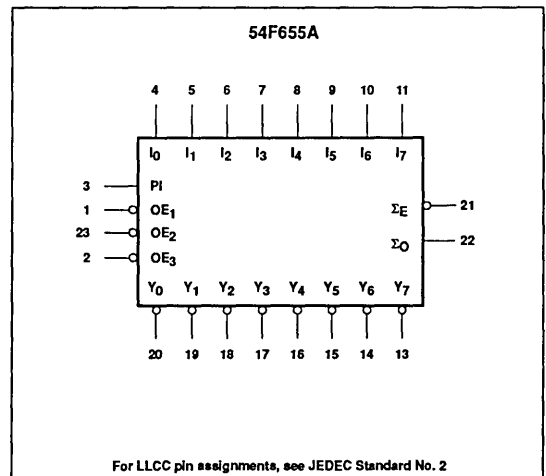 54F655A
4 5 6 7 8 9 10 11
I0 I1 I2 I3 I4 I5 I6 I7
3 PI
1 OE1 ΣE 21
23 OE2
2 OE3 ΣO 22
Y0 Y1 Y2 Y3 Y4 Y5 Y6 Y7
20 19 18 17 16 15 14 13
For LLCC pin assignments, see JEDEC Standard No. 2